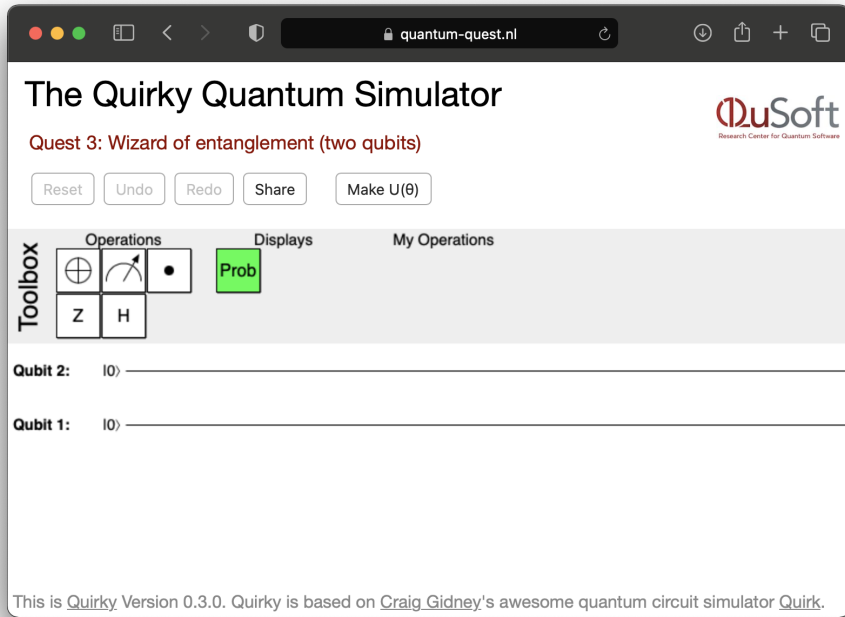 quantum-quest.nl
The Quirky Quantum Simulator
QuSoft
Research Center for Quantum Software
Quest 3: Wizard of entanglement (two qubits)
Reset Undo Redo Share Make U(θ)
Toolbox
Operations Displays My Operations
Prob
Z H
Qubit 2: |0⟩
Qubit 1: |0⟩
This is Quirky Version 0.3.0. Quirky is based on Craig Gidney's awesome quantum circuit simulator Quirk.